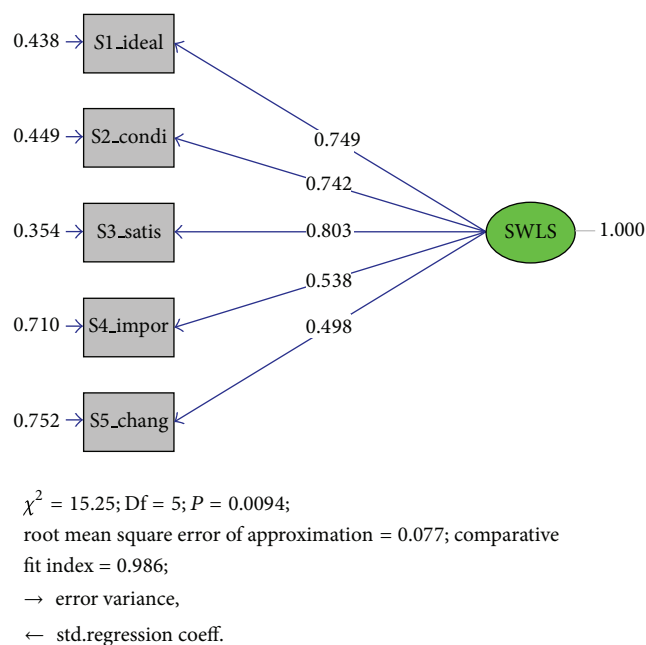 0.438
S1_ideal
0.749
0.449
S2_condi
0.742
0.354
S3_satis
0.803
SWLS
1.000
0.538
0.710
S4_impor
0.498
0.752
S5_chang
χ² = 15.25; Df = 5; P = 0.0094;
root mean square error of approximation = 0.077; comparative
fit index = 0.986;
→ error variance,
← std.regression coeff.